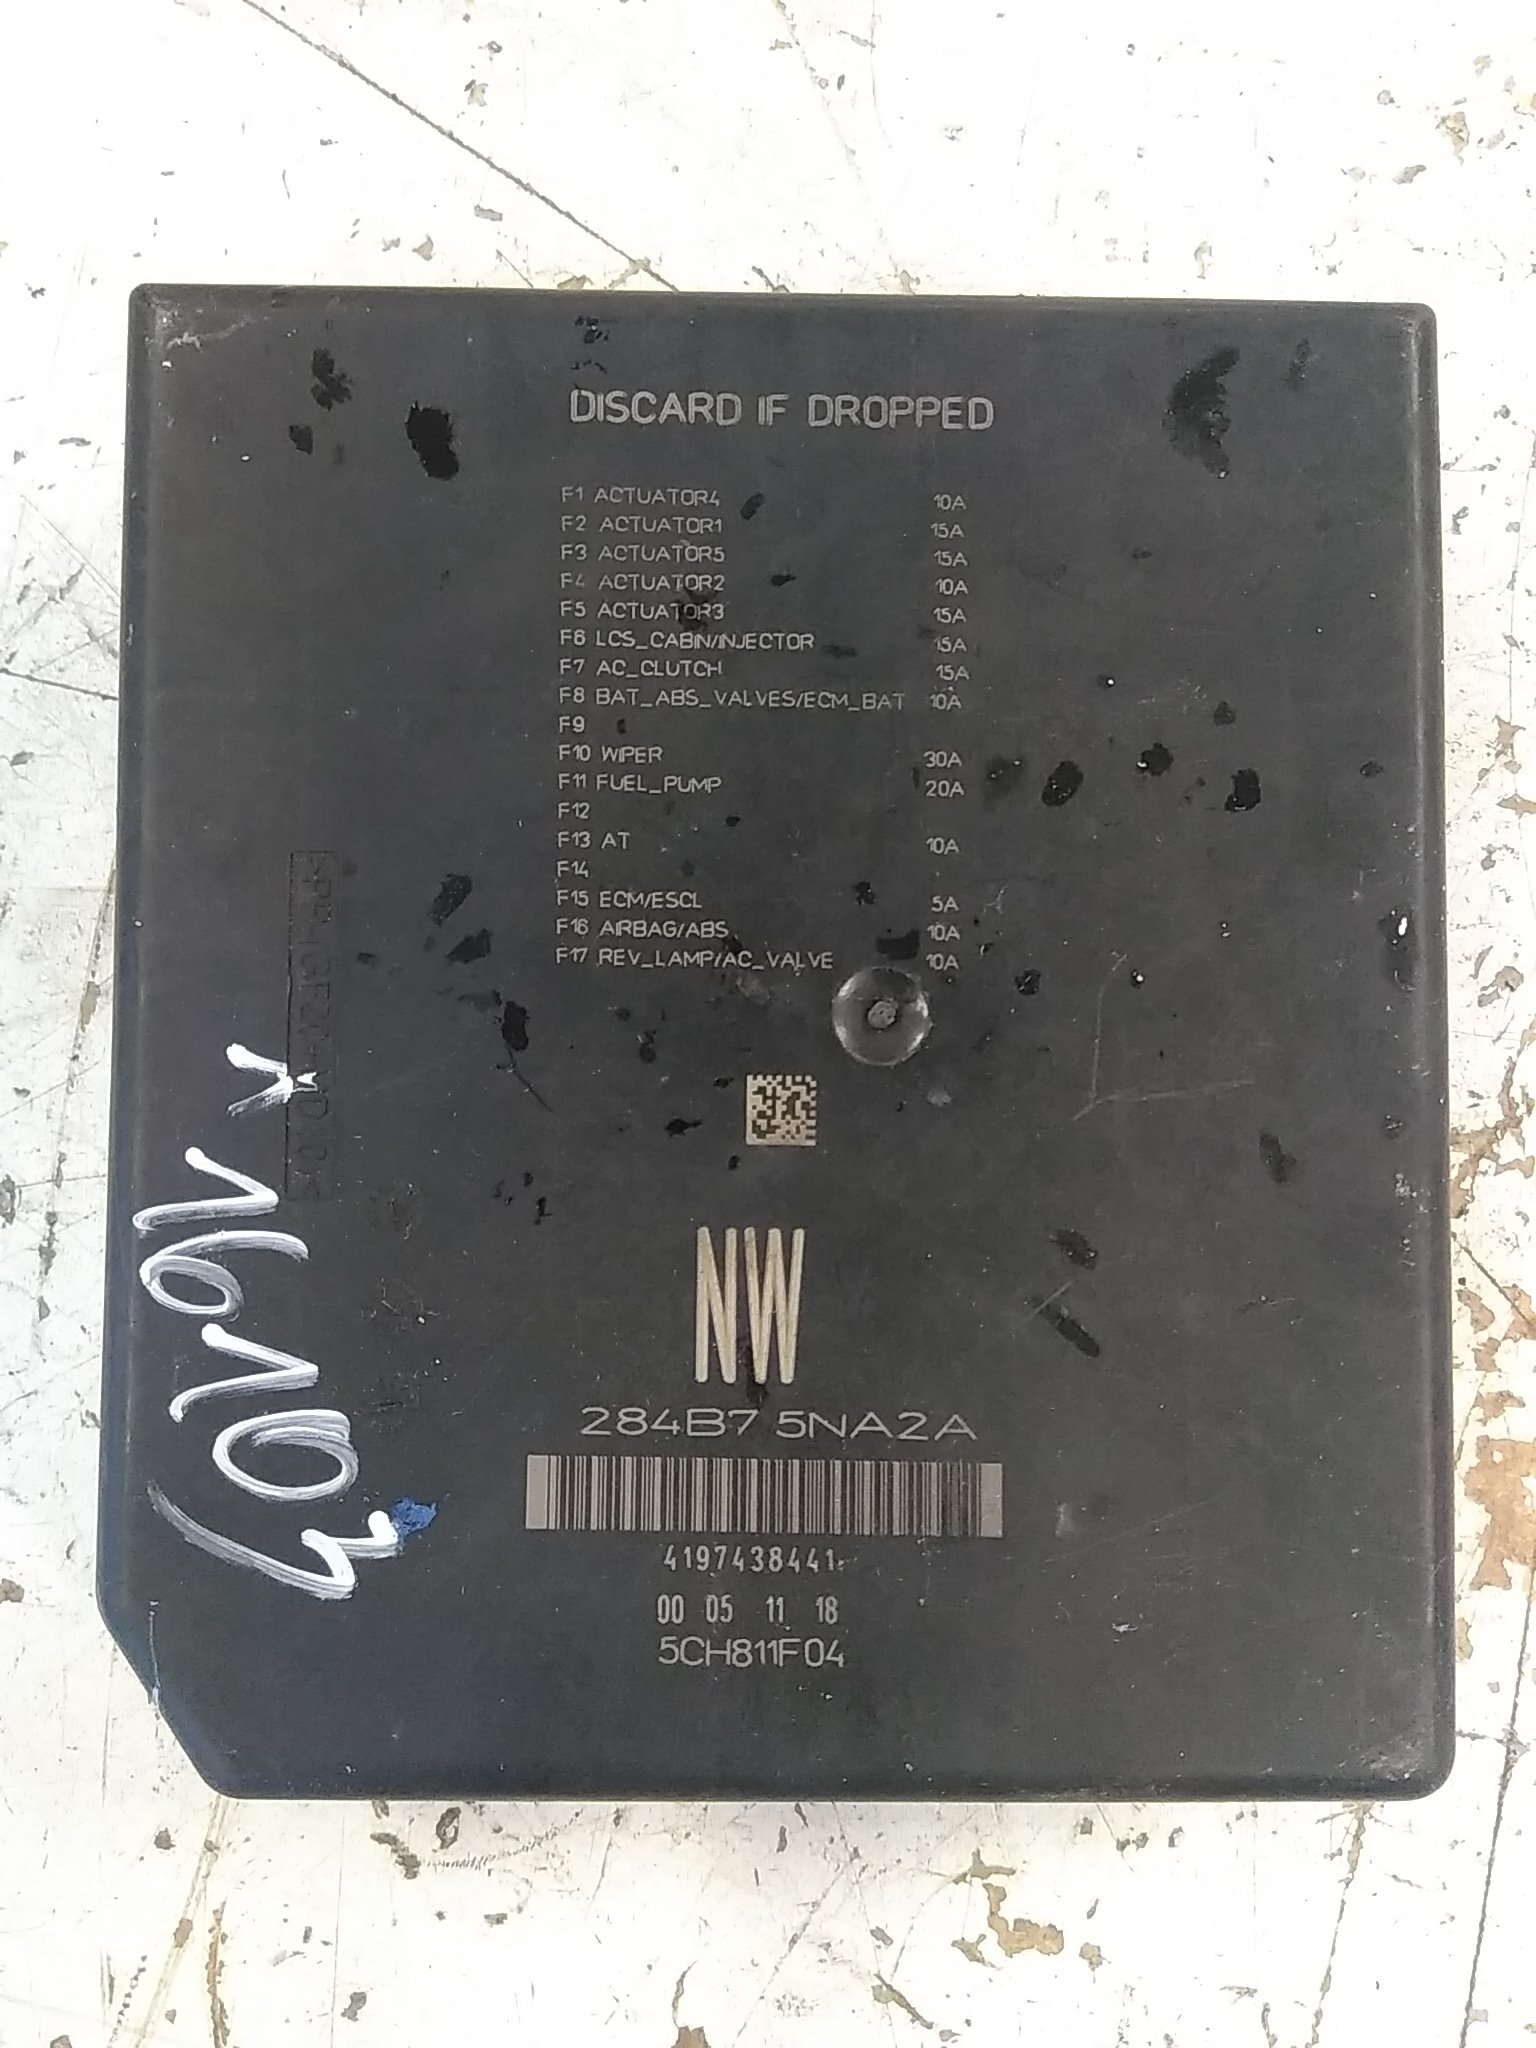 DISCARD IF DROPPED
F1 ACTUATOR4 10A
F2 ACTUATOR1 15A
F3 ACTUATOR5 15A
F4 ACTUATOR2 10A
F5 ACTUATOR3 15A
F6 LCS_CABIN/INJECTOR 15A
F7 AC_CLUTCH 15A
F8 BAT_ABS_VALVES/ECM_BAT 10A
F9
F10 WIPER 30A
F11 FUEL_PUMP 20A
F12
F13 AT 10A
F14
F15 ECM/ESCL 5A
F16 AIRBAG/ABS 10A
F17 REV_LAMP/AC_VALVE 10A
NW
284B7 5NA2A
4197438441
00 05 11 18
5CH811F04